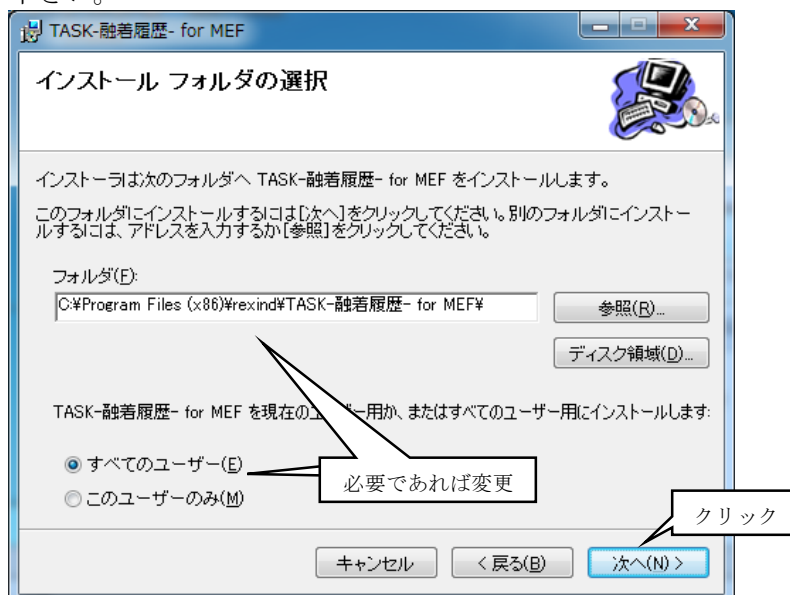 下さい。
TASK-融着履歴- for MEF
インストール フォルダの選択
インストーラは次のフォルダへ TASK-融着履歴- for MEF をインストールします。
このフォルダにインストールするには[次へ]をクリックしてください。別のフォルダにインストー
ルするには、アドレスを入力するか[参照]をクリックしてください。
フォルダ(F):
C:¥Program Files (x86)¥rexind¥TASK-融着履歴- for MEF¥
参照(R)...
ディスク領域(D)...
TASK-融着履歴- for MEF を現在のユーザー用か、またはすべてのユーザー用にインストールします:
すべてのユーザー(E)
このユーザーのみ(M)
必要であれば変更
クリック
キャンセル
< 戻る(B)
次へ(N) >